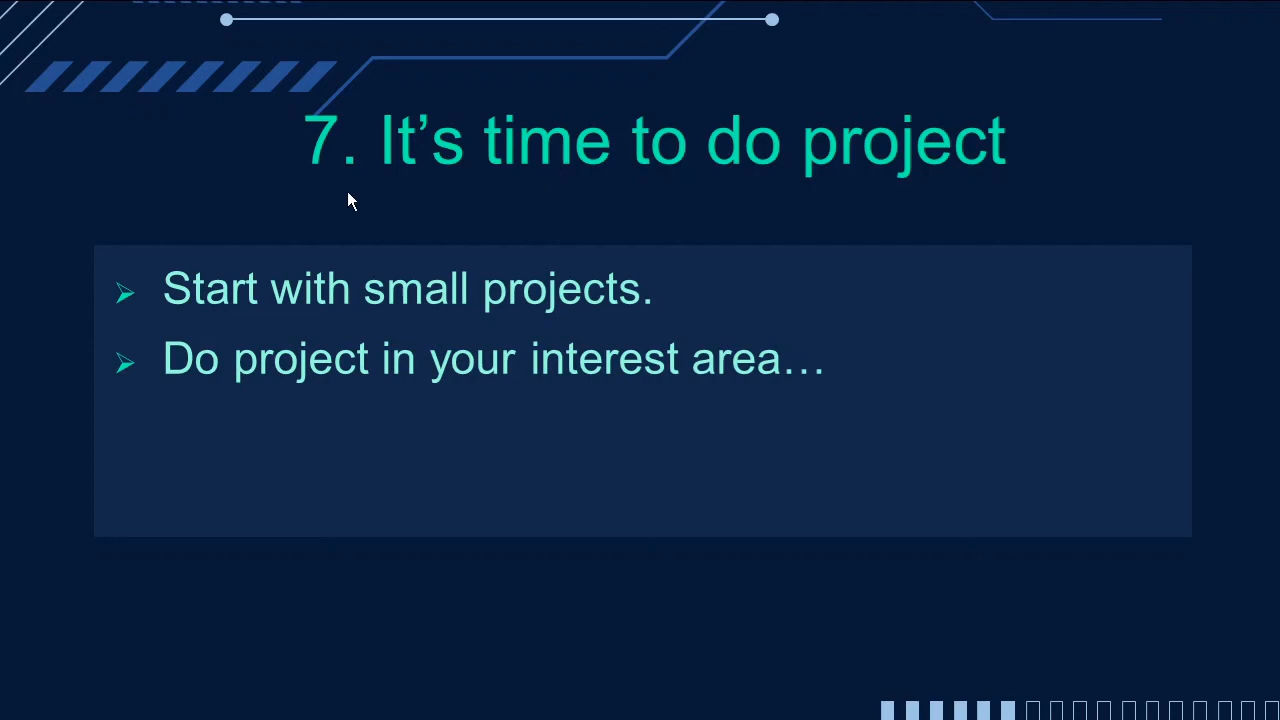 7. It’s time to do project
Start with small projects.
Do project in your interest area…